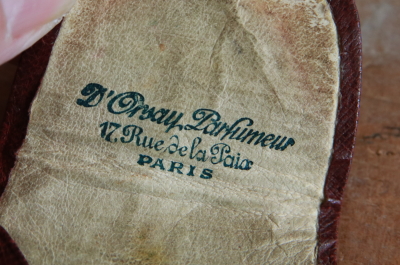 D'Orsay Parfumeur
17, Rue de la Paix
PARIS